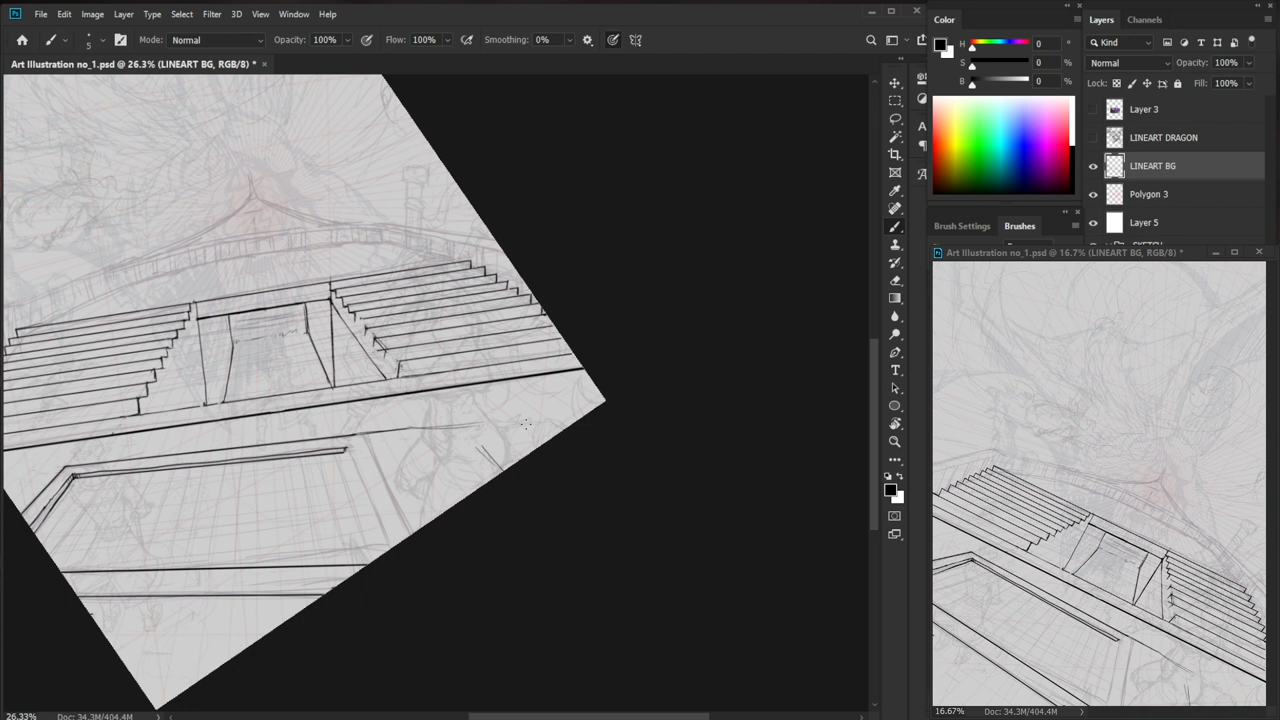 File Edit Image Layer Type Select Filter 3D View Window Help
5 Mode: Normal Opacity: 100% Flow: 100% Smoothing: 0%
Art Illustration no_1.psd @ 26.3% (LINEART BG, RGB/8) *
26.33% Doc: 34.3M/404.4M
Color
H 0 °
S 0 %
B 0 %
Brush Settings Brushes
Layers Channels
Kind
Normal Opacity: 100%
Lock: Fill: 100%
Layer 3
LINEART DRAGON
LINEART BG
Polygon 3
Layer 5
SKETCH
Art Illustration no_1.psd @ 16.7% (LINEART BG, RGB/8) *
16.67% Doc: 34.3M/404.4M